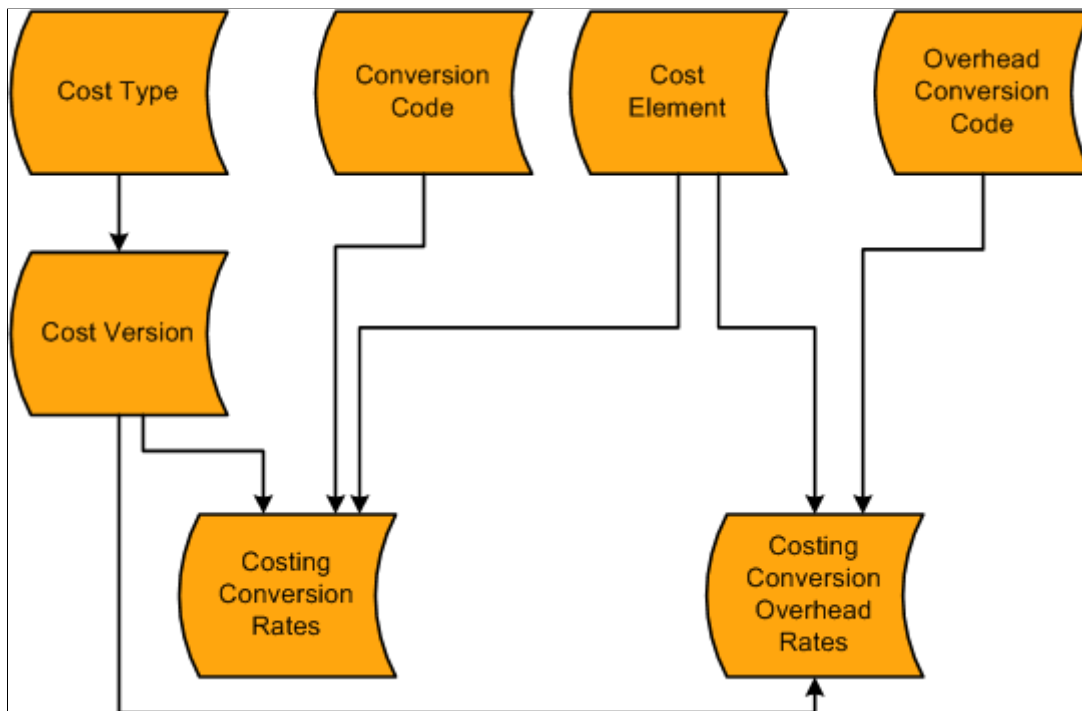 Cost Type
Conversion
Code
Cost
Element
Overhead
Conversion
Code
Cost Version
Costing
Conversion
Rates
Costing
Conversion
Overhead
Rates